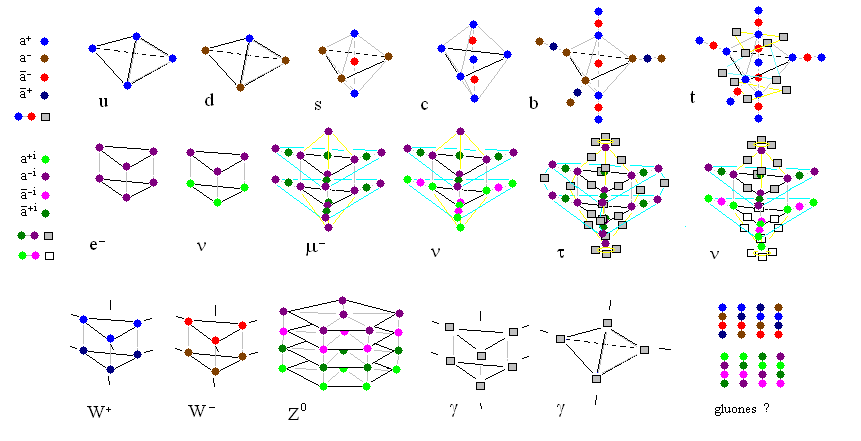 a⁺
a⁻
ā⁻
ā⁺
u d s c b t
a⁺ⁱ
a⁻ⁱ
ā⁻ⁱ
ā⁺ⁱ
e⁻ ν μ⁻ ν τ ν
W⁺ W⁻ Z⁰ γ γ gluones ?